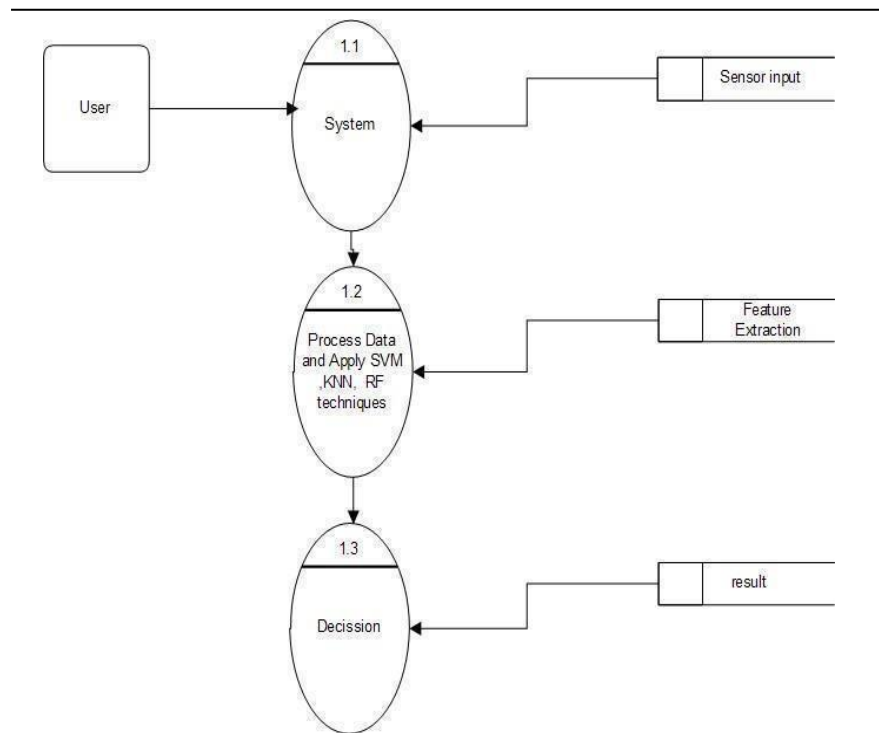 1.1
User
System
Sensor input
1.2
Process Data
and Apply SVM
,KNN, RF
techniques
Feature
Extraction
1.3
Decission
result